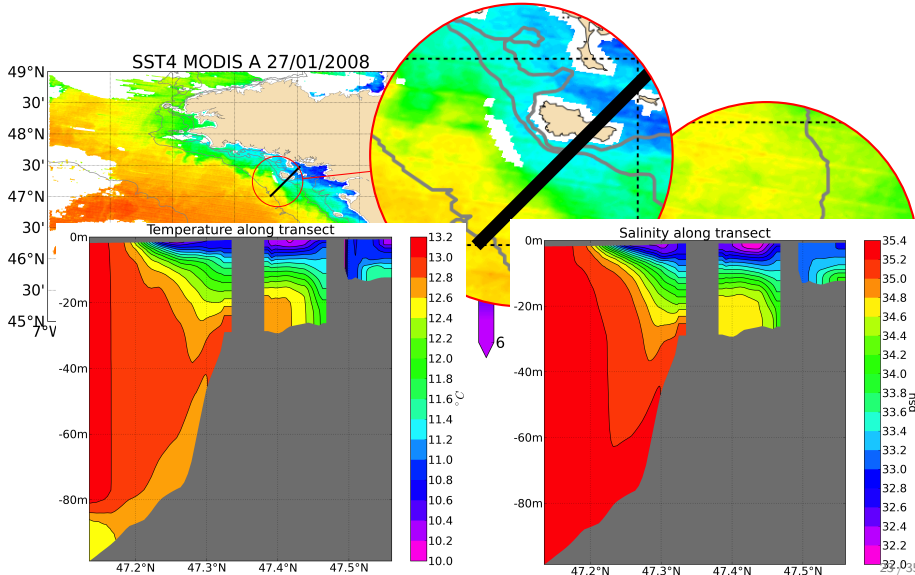 SST4 MODIS A 27/01/2008
49°N
30'
48°N
30'
47°N
30'
46°N
30'
45°N
7°
6
Temperature along transect
0m
-20m
-40m
-60m
-80m
47.2°N 47.3°N 47.4°N 47.5°N
13.2
13.0
12.8
12.6
12.4
12.2
12.0
11.8
11.6
11.4
11.2
11.0
10.8
10.6
10.4
10.2
10.0
°C
Salinity along transect
0m
-20m
-40m
-60m
-80m
47.2°N 47.3°N 47.4°N 47.5°N
35.4
35.2
35.0
34.8
34.6
34.4
34.2
34.0
33.8
33.6
33.4
33.2
33.0
32.8
32.6
32.4
32.2
32.0
psu